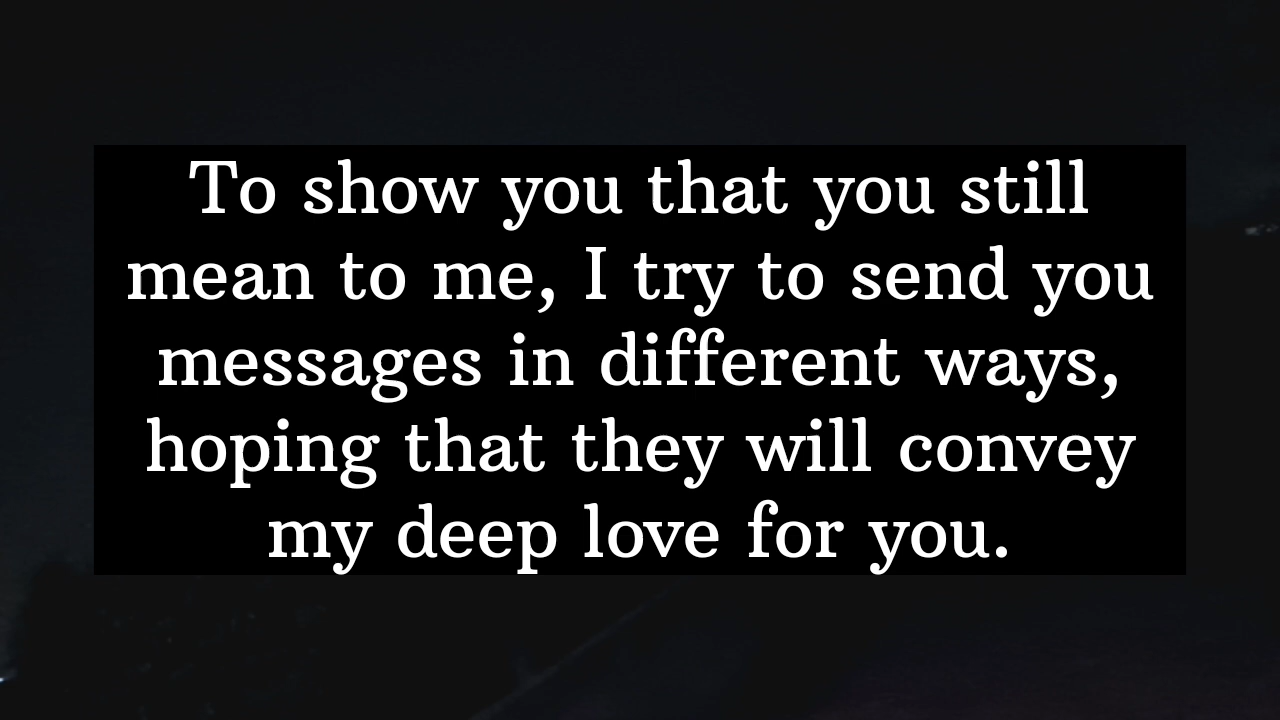 To show you that you still
mean to me, I try to send you
messages in different ways,
hoping that they will convey
my deep love for you.